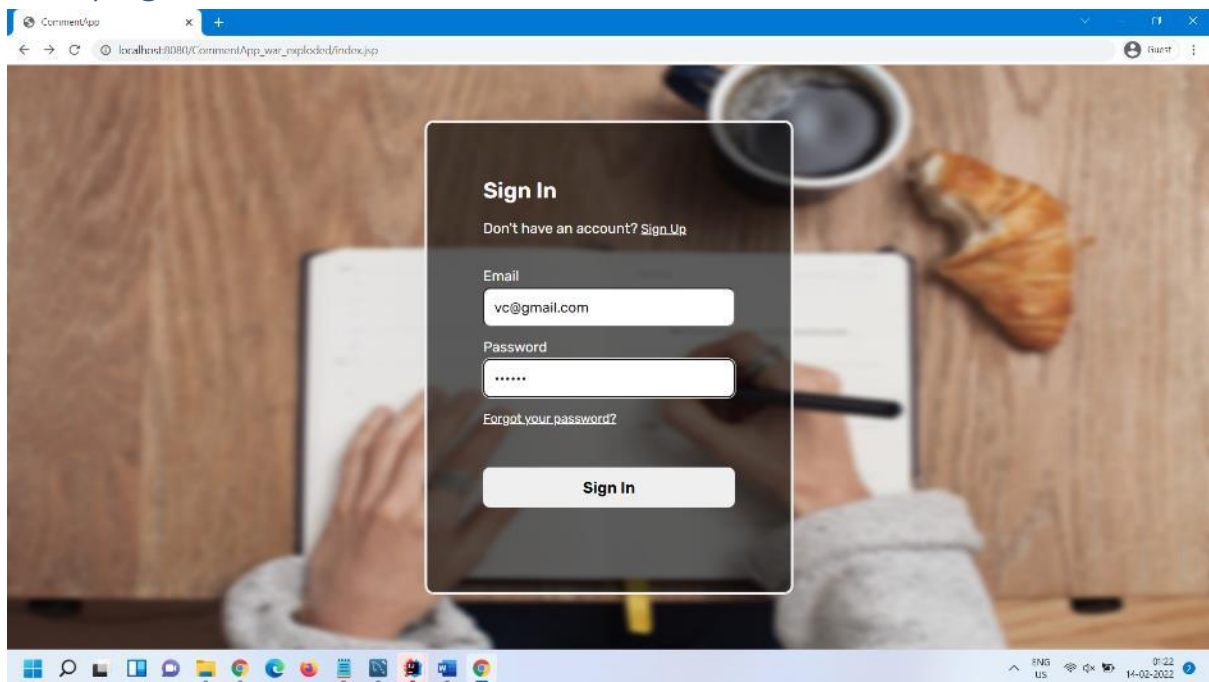 CommentApp
localhost:8080/CommentApp_war_exploded/index.jsp
Guest
Sign In
Don't have an account? Sign Up
Email
vc@gmail.com
Password
••••••
Forgot your password?
Sign In
ENG
US
01:22
14-02-2022
2